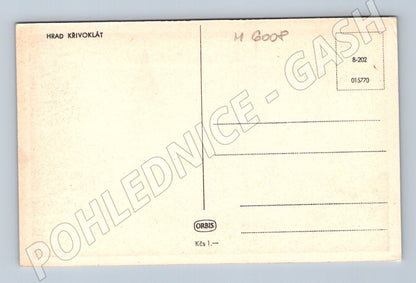 HRAD KŘIVOKLÁT
M 6008
8-202
015770
POHLEDNICE - GASH
ORBIS
Kčs 1.—